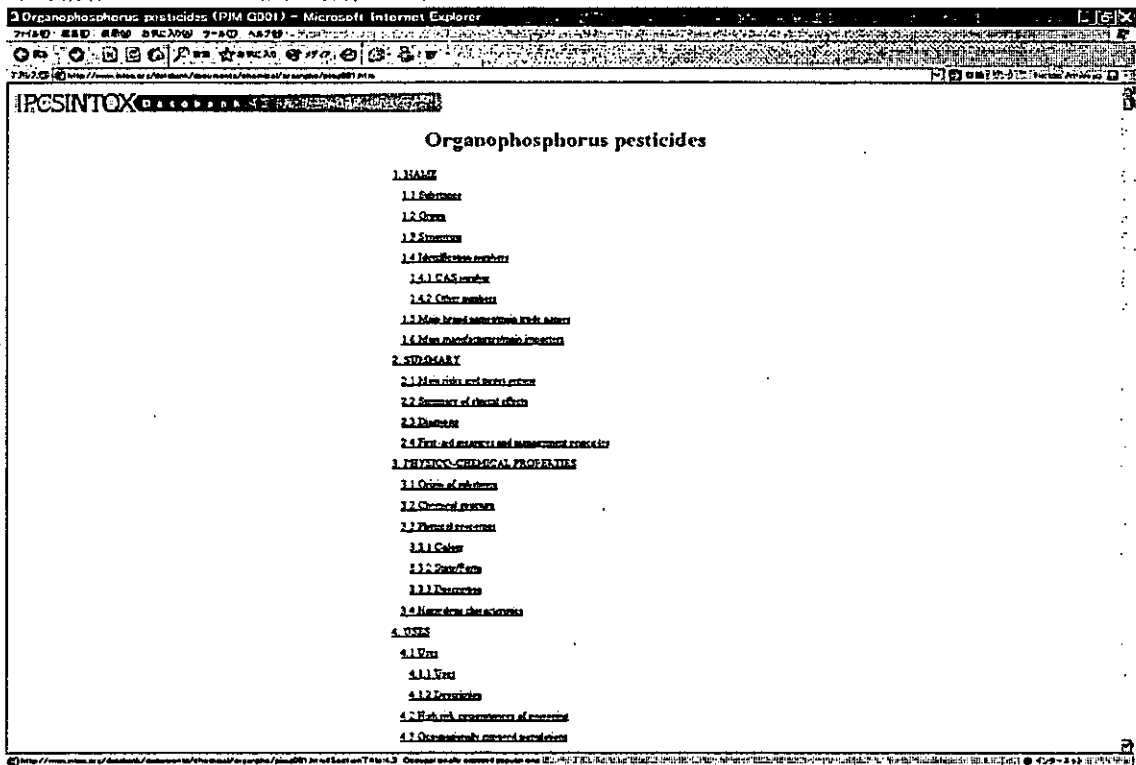 Organophosphorus pesticides (PIM G001) - Microsoft Internet Explorer
IPCSINTOX Databank
Organophosphorus pesticides
1. NAME
1.1 Substance
1.2 Group
1.3 Synonyms
1.4 Identification numbers
1.4.1 CAS number
1.4.2 Other numbers
1.5 Main brand names/main trade names
1.6 Main manufacturers/main importers
2. SUMMARY
2.1 Main risks and target organs
2.2 Summary of clinical effects
2.3 Diagnosis
2.4 First-aid measures and management principles
3. PHYSICO-CHEMICAL PROPERTIES
3.1 Origin of substance
3.2 Chemical structure
3.3 Physical properties
3.3.1 Colour
3.3.2 State/Form
3.3.3 Description
3.4 Hazardous characteristics
4. USES
4.1 Uses
4.1.1 Uses
4.1.2 Description
4.2 High risk circumstances of poisoning
4.3 Occupationally exposed populations